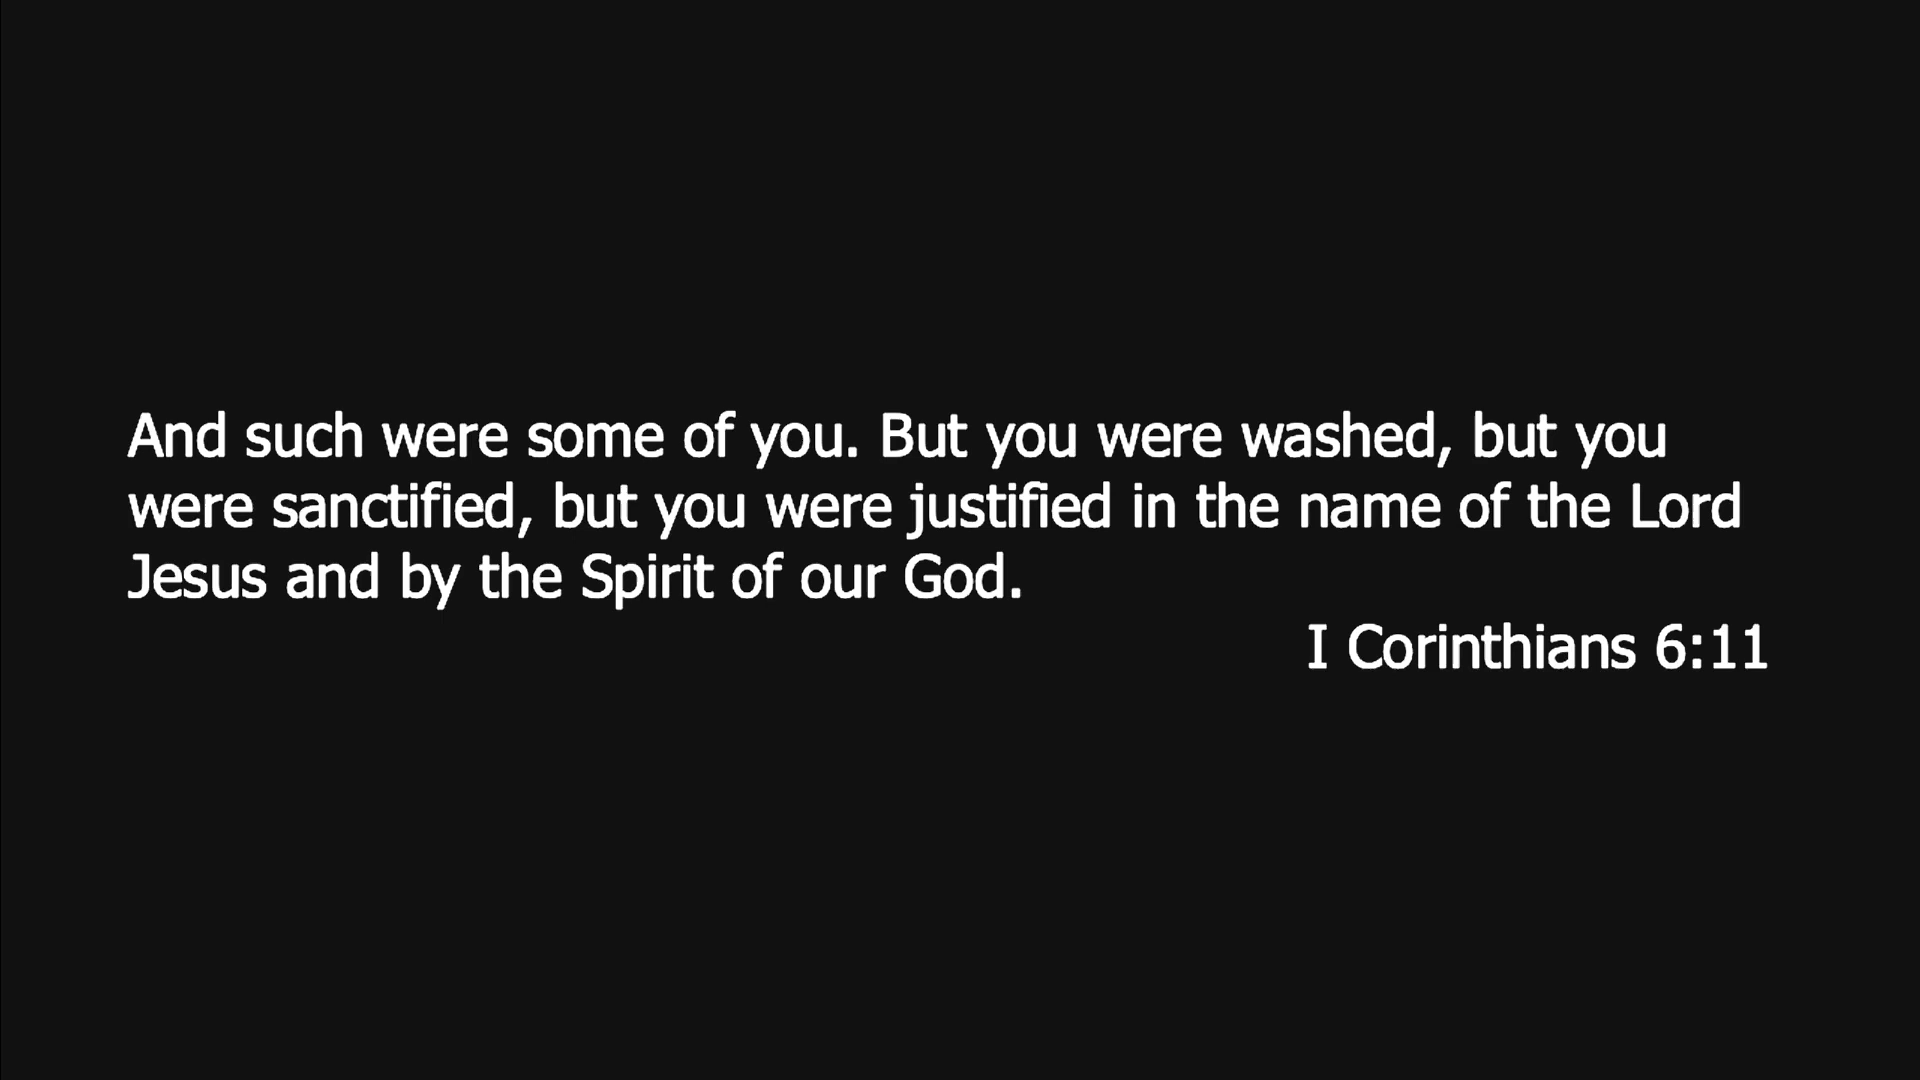 And such were some of you. But you were washed, but you
were sanctified, but you were justified in the name of the Lord
Jesus and by the Spirit of our God.
I Corinthians 6:11